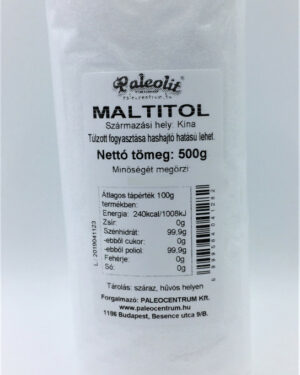 Paleolit
paleocentrum.hu
MALTITOL
Származási hely: Kína
Túlzott fogyasztása hashajtó hatású lehet.
Nettó tömeg: 500g
Minőségét megőrzi
Átlagos tápérték 100g
termékben:
Energia: 240kcal/1008kJ
Zsír: 0g
Szénhidrát: 99,9g
-ebből cukor: 0g
-ebből poliol: 99,9g
Fehérje: 0g
Só: 0g
L: 2019041123
Tárolás: száraz, hűvös helyen
Forgalmazó: PALEOCENTRUM Kft.
www.paleocentrum.hu
1196 Budapest, Besence utca 9/B.